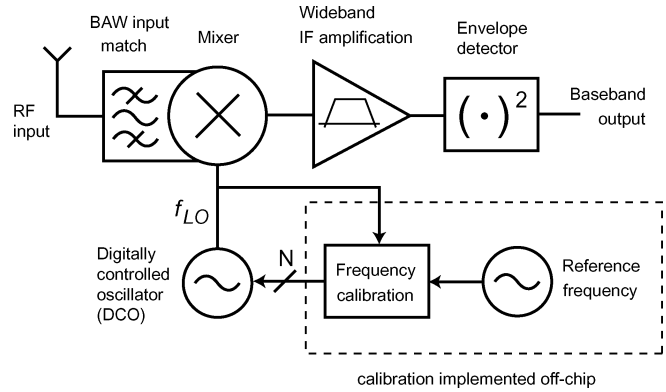 BAW input
match
Mixer
Wideband
IF amplification
Envelope
detector
RF
input
( • )²
Baseband
output
fLO
Digitally
controlled
oscillator
(DCO)
N
Frequency
calibration
Reference
frequency
calibration implemented off-chip